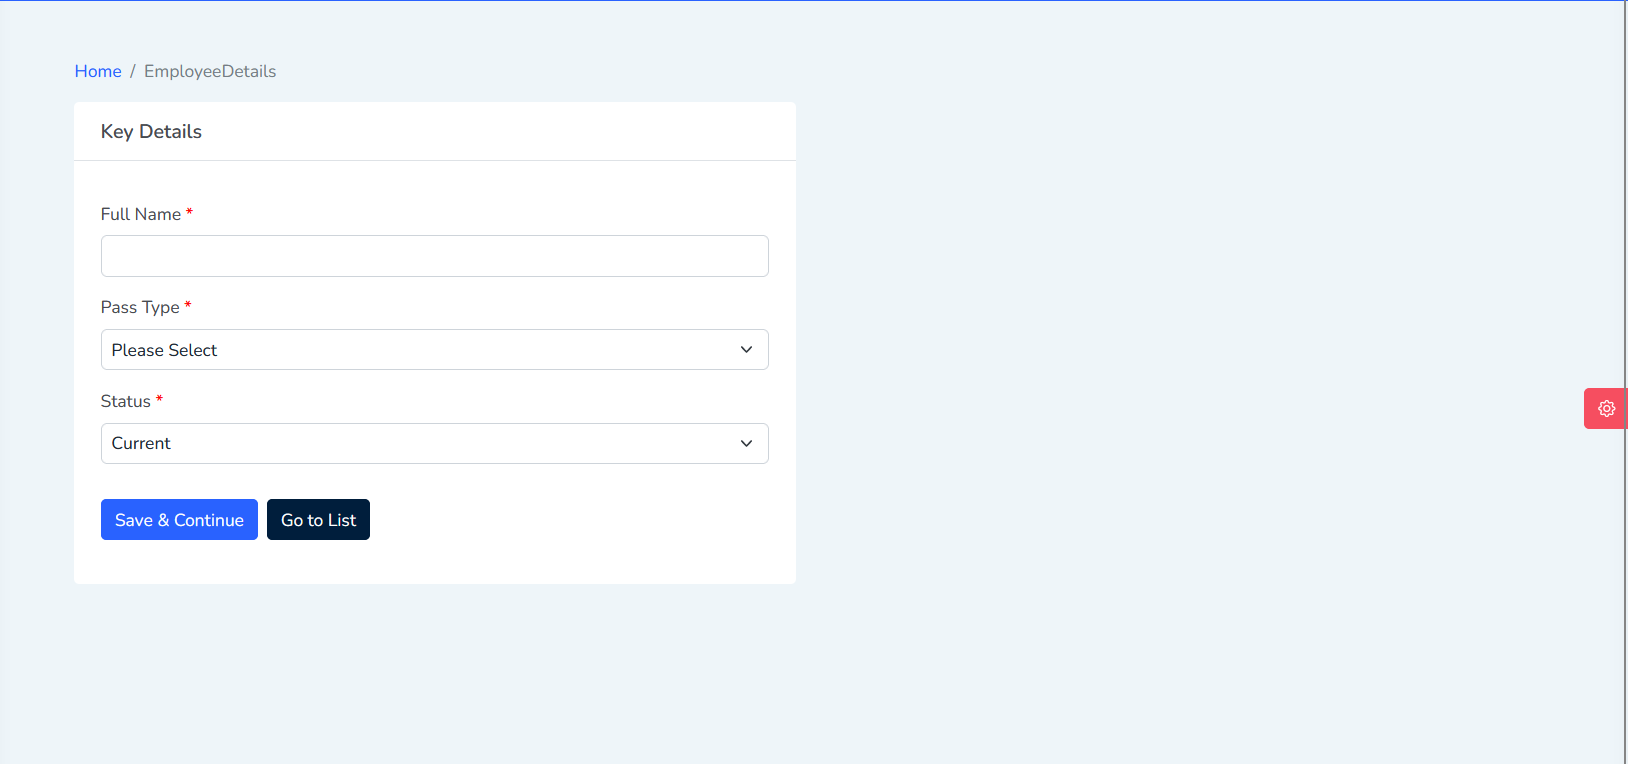 Home / EmployeeDetails
Key Details
Full Name *
Pass Type *
Please Select
Status *
Current
Save & Continue Go to List